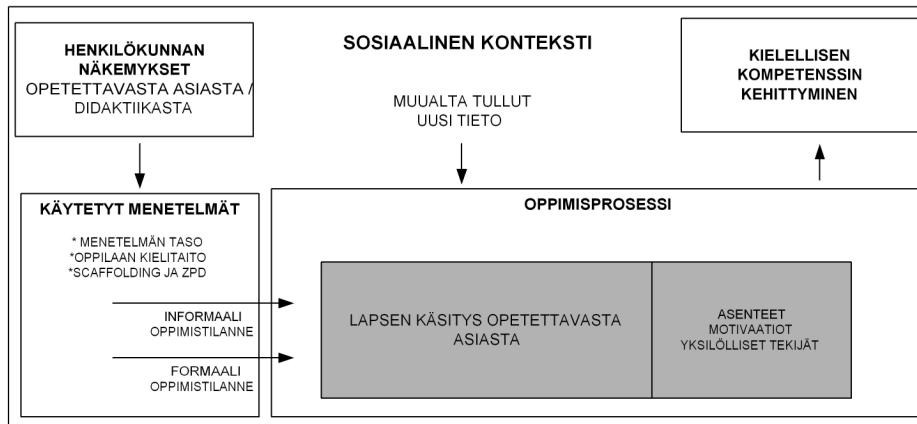 HENKILÖKUNNAN
NÄKEMYKSET
OPETETTAVASTA ASIASTA /
DIDAKTIIKASTA
SOSIAALINEN KONTEKSTI
MUUALTA TULLUT
UUSI TIETO
KIELELLISEN
KOMPETENSSIN
KEHITTYMINEN
KÄYTETYT MENETELMÄT
* MENETELMÄN TASO
*OPPILAAN KIELITAITO
*SCAFFOLDING JA ZPD
INFORMAALI
OPPIMISTILANNE
FORMAALI
OPPIMISTILANNE
OPPIMISPROSESSI
LAPSEN KÄSITYS OPETETTAVASTA
ASIASTA
ASENTEET
MOTIVAATIOT
YKSILÖLLISET TEKIJÄT